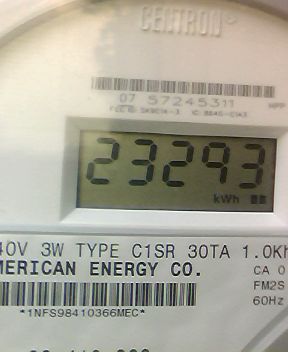 CENTRON®
07 57245311
23293
kWh
40V 3W TYPE C1SR 30TA 1.0Kh
MERICAN ENERGY CO.
CA 0
FM2S
60Hz
*1NFS98410366MEC*